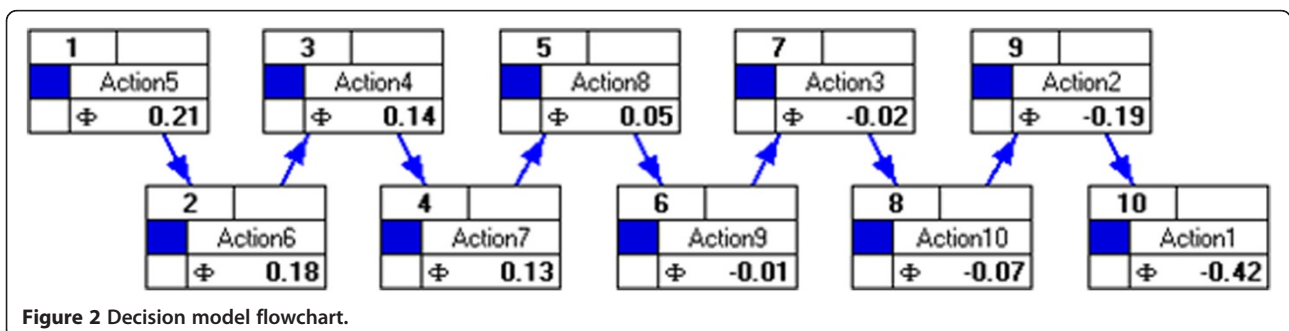 1
Action5
Φ 0.21
3
Action4
Φ 0.14
5
Action8
Φ 0.05
7
Action3
Φ -0.02
9
Action2
Φ -0.19
2
Action6
Φ 0.18
4
Action7
Φ 0.13
6
Action9
Φ -0.01
8
Action10
Φ -0.07
10
Action1
Φ -0.42
Figure 2 Decision model flowchart.